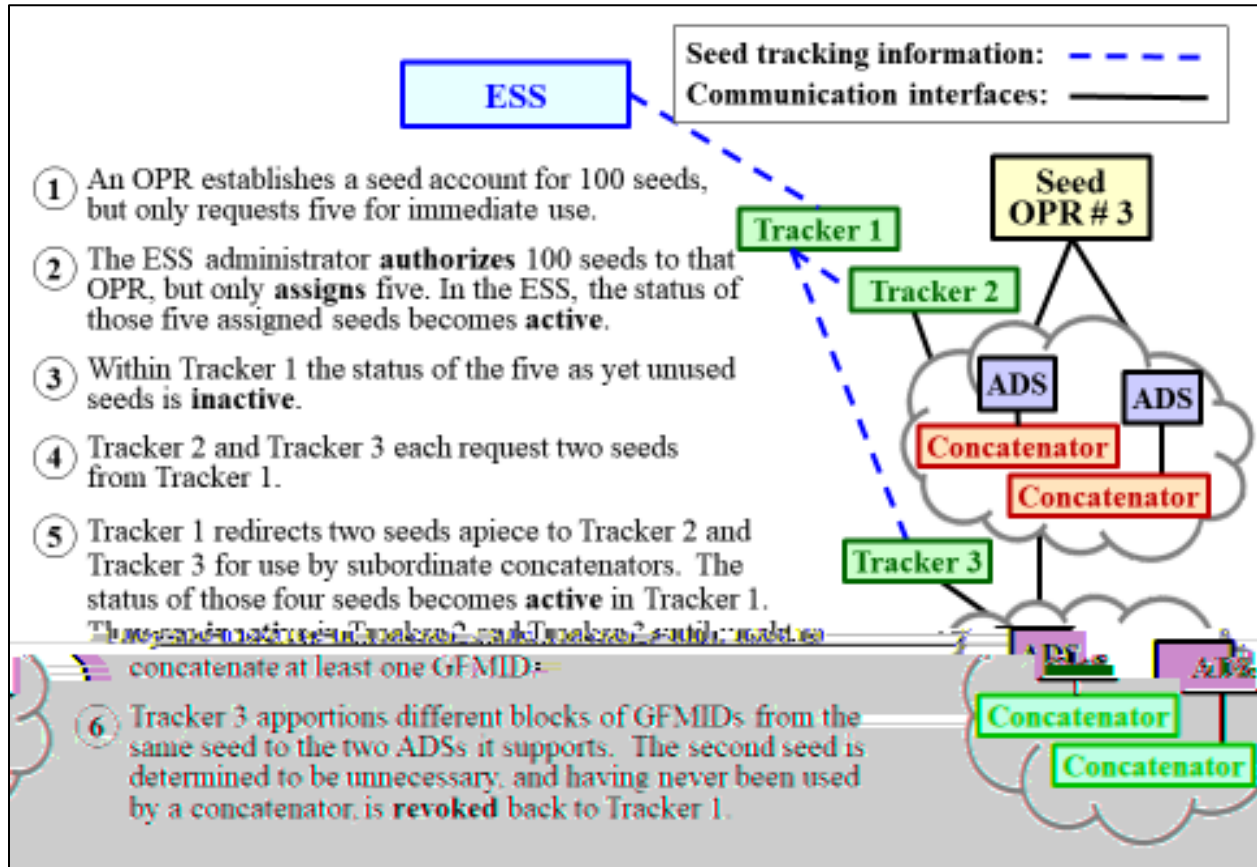 Seed tracking information:
Communication interfaces:
ESS
Seed
OPR # 3
Tracker 1
Tracker 2
ADS
ADS
Concatenator
Concatenator
Tracker 3
ADS
ADS
Concatenator
Concatenator
1 An OPR establishes a seed account for 100 seeds,
but only requests five for immediate use.
2 The ESS administrator authorizes 100 seeds to that
OPR, but only assigns five. In the ESS, the status of
those five assigned seeds becomes active.
3 Within Tracker 1 the status of the five as yet unused
seeds is inactive.
4 Tracker 2 and Tracker 3 each request two seeds
from Tracker 1.
5 Tracker 1 redirects two seeds apiece to Tracker 2 and
Tracker 3 for use by subordinate concatenators. The
status of those four seeds becomes active in Tracker 1.
concatenate at least one GFMID.
6 Tracker 3 apportions different blocks of GFMIDs from the
same seed to the two ADSs it supports. The second seed is
determined to be unnecessary, and having never been used
by a concatenator, is revoked back to Tracker 1.